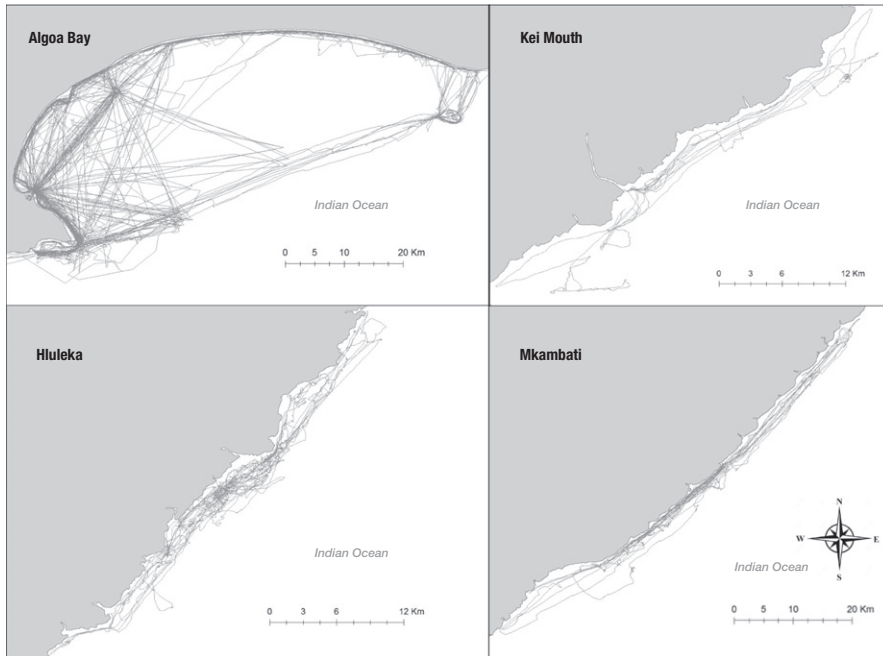 Algoa Bay
Indian Ocean
0 5 10 20 Km
Kei Mouth
Indian Ocean
0 3 6 12 Km
Hluleka
Indian Ocean
0 3 6 12 Km
Mkambati
N
W E
S
Indian Ocean
0 5 10 20 Km